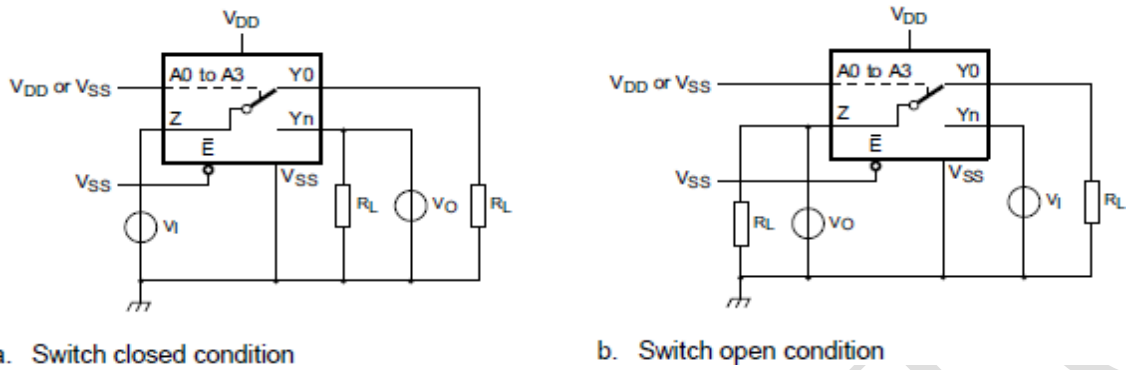 VDD
A0 to A3
Y0
VDD or VSS
Z
Yn
E̅
VSS
VSS
RL
VO
RL
VI
a. Switch closed condition
VDD
A0 to A3
Y0
VDD or VSS
Z
Yn
E̅
VSS
VSS
RL
VO
VI
RL
b. Switch open condition